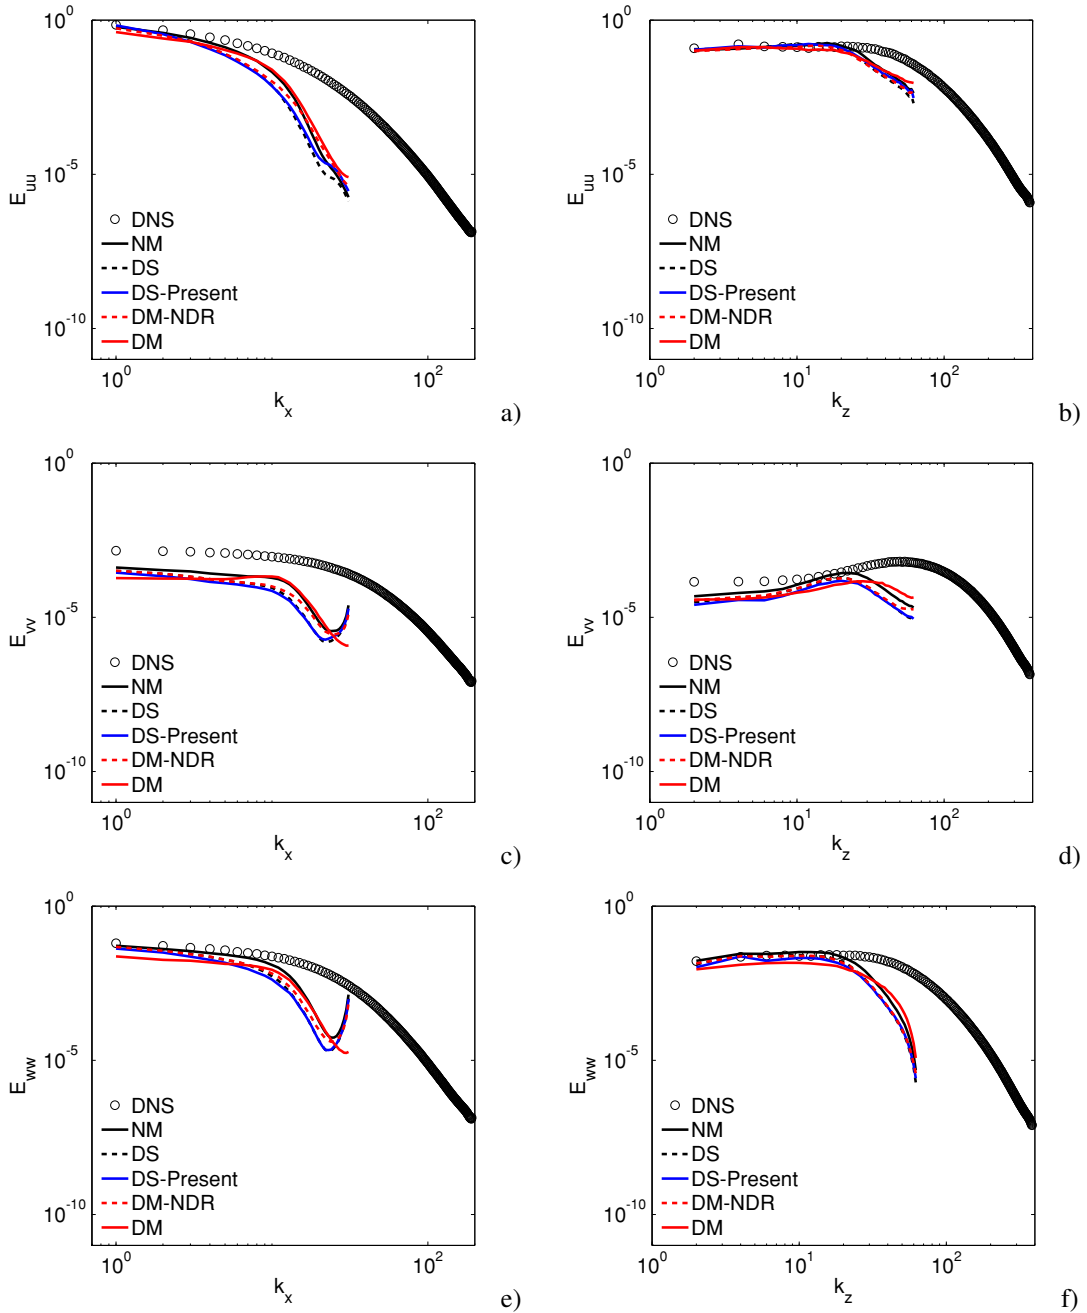 10^0
10^-5
10^-10
E_uu
DNS
NM
DS
DS-Present
DM-NDR
DM
10^0 10^2
k_x
a)
10^0
10^-5
10^-10
E_uu
DNS
NM
DS
DS-Present
DM-NDR
DM
10^0 10^1 10^2
k_z
b)
10^0
10^-5
10^-10
E_vv
DNS
NM
DS
DS-Present
DM-NDR
DM
10^0 10^2
k_x
c)
10^0
10^-5
10^-10
E_vv
DNS
NM
DS
DS-Present
DM-NDR
DM
10^0 10^1 10^2
k_z
d)
10^0
10^-5
10^-10
E_ww
DNS
NM
DS
DS-Present
DM-NDR
DM
10^0 10^2
k_x
e)
10^0
10^-5
10^-10
E_ww
DNS
NM
DS
DS-Present
DM-NDR
DM
10^0 10^1 10^2
k_z
f)